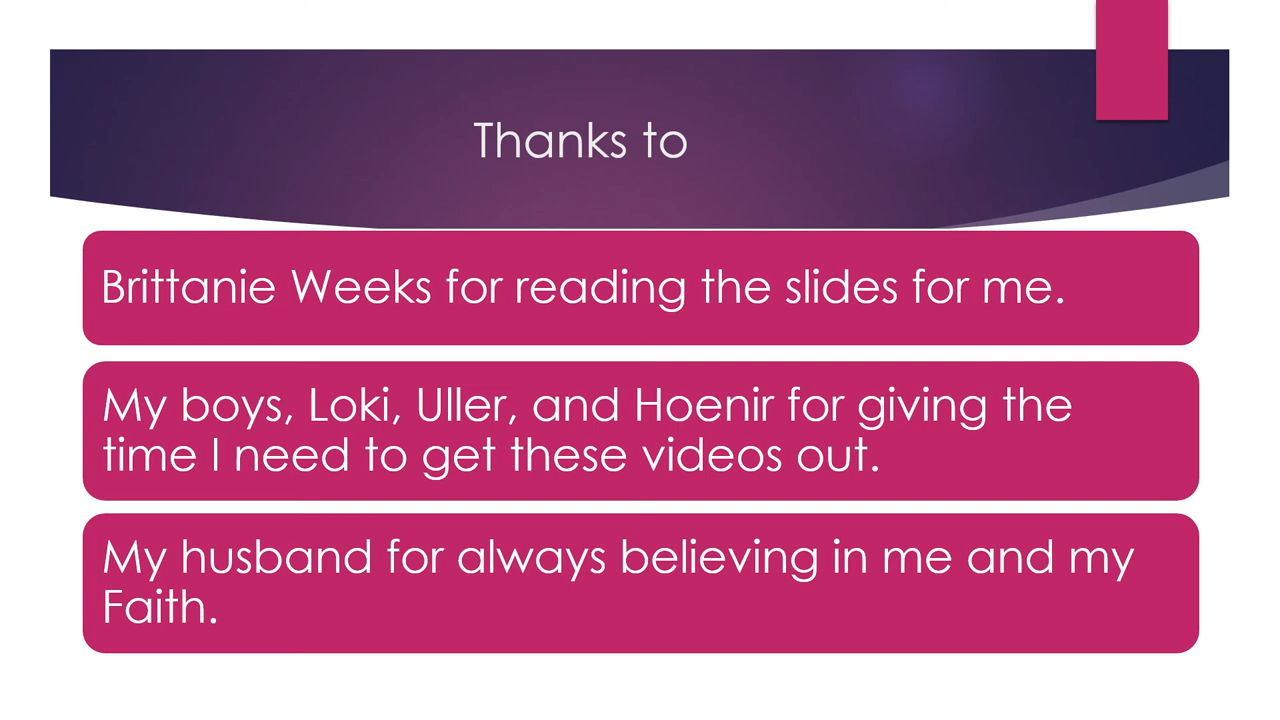 Thanks to
Brittanie Weeks for reading the slides for me.
My boys, Loki, Uller, and Hoenir for giving the
time I need to get these videos out.
My husband for always believing in me and my
Faith.